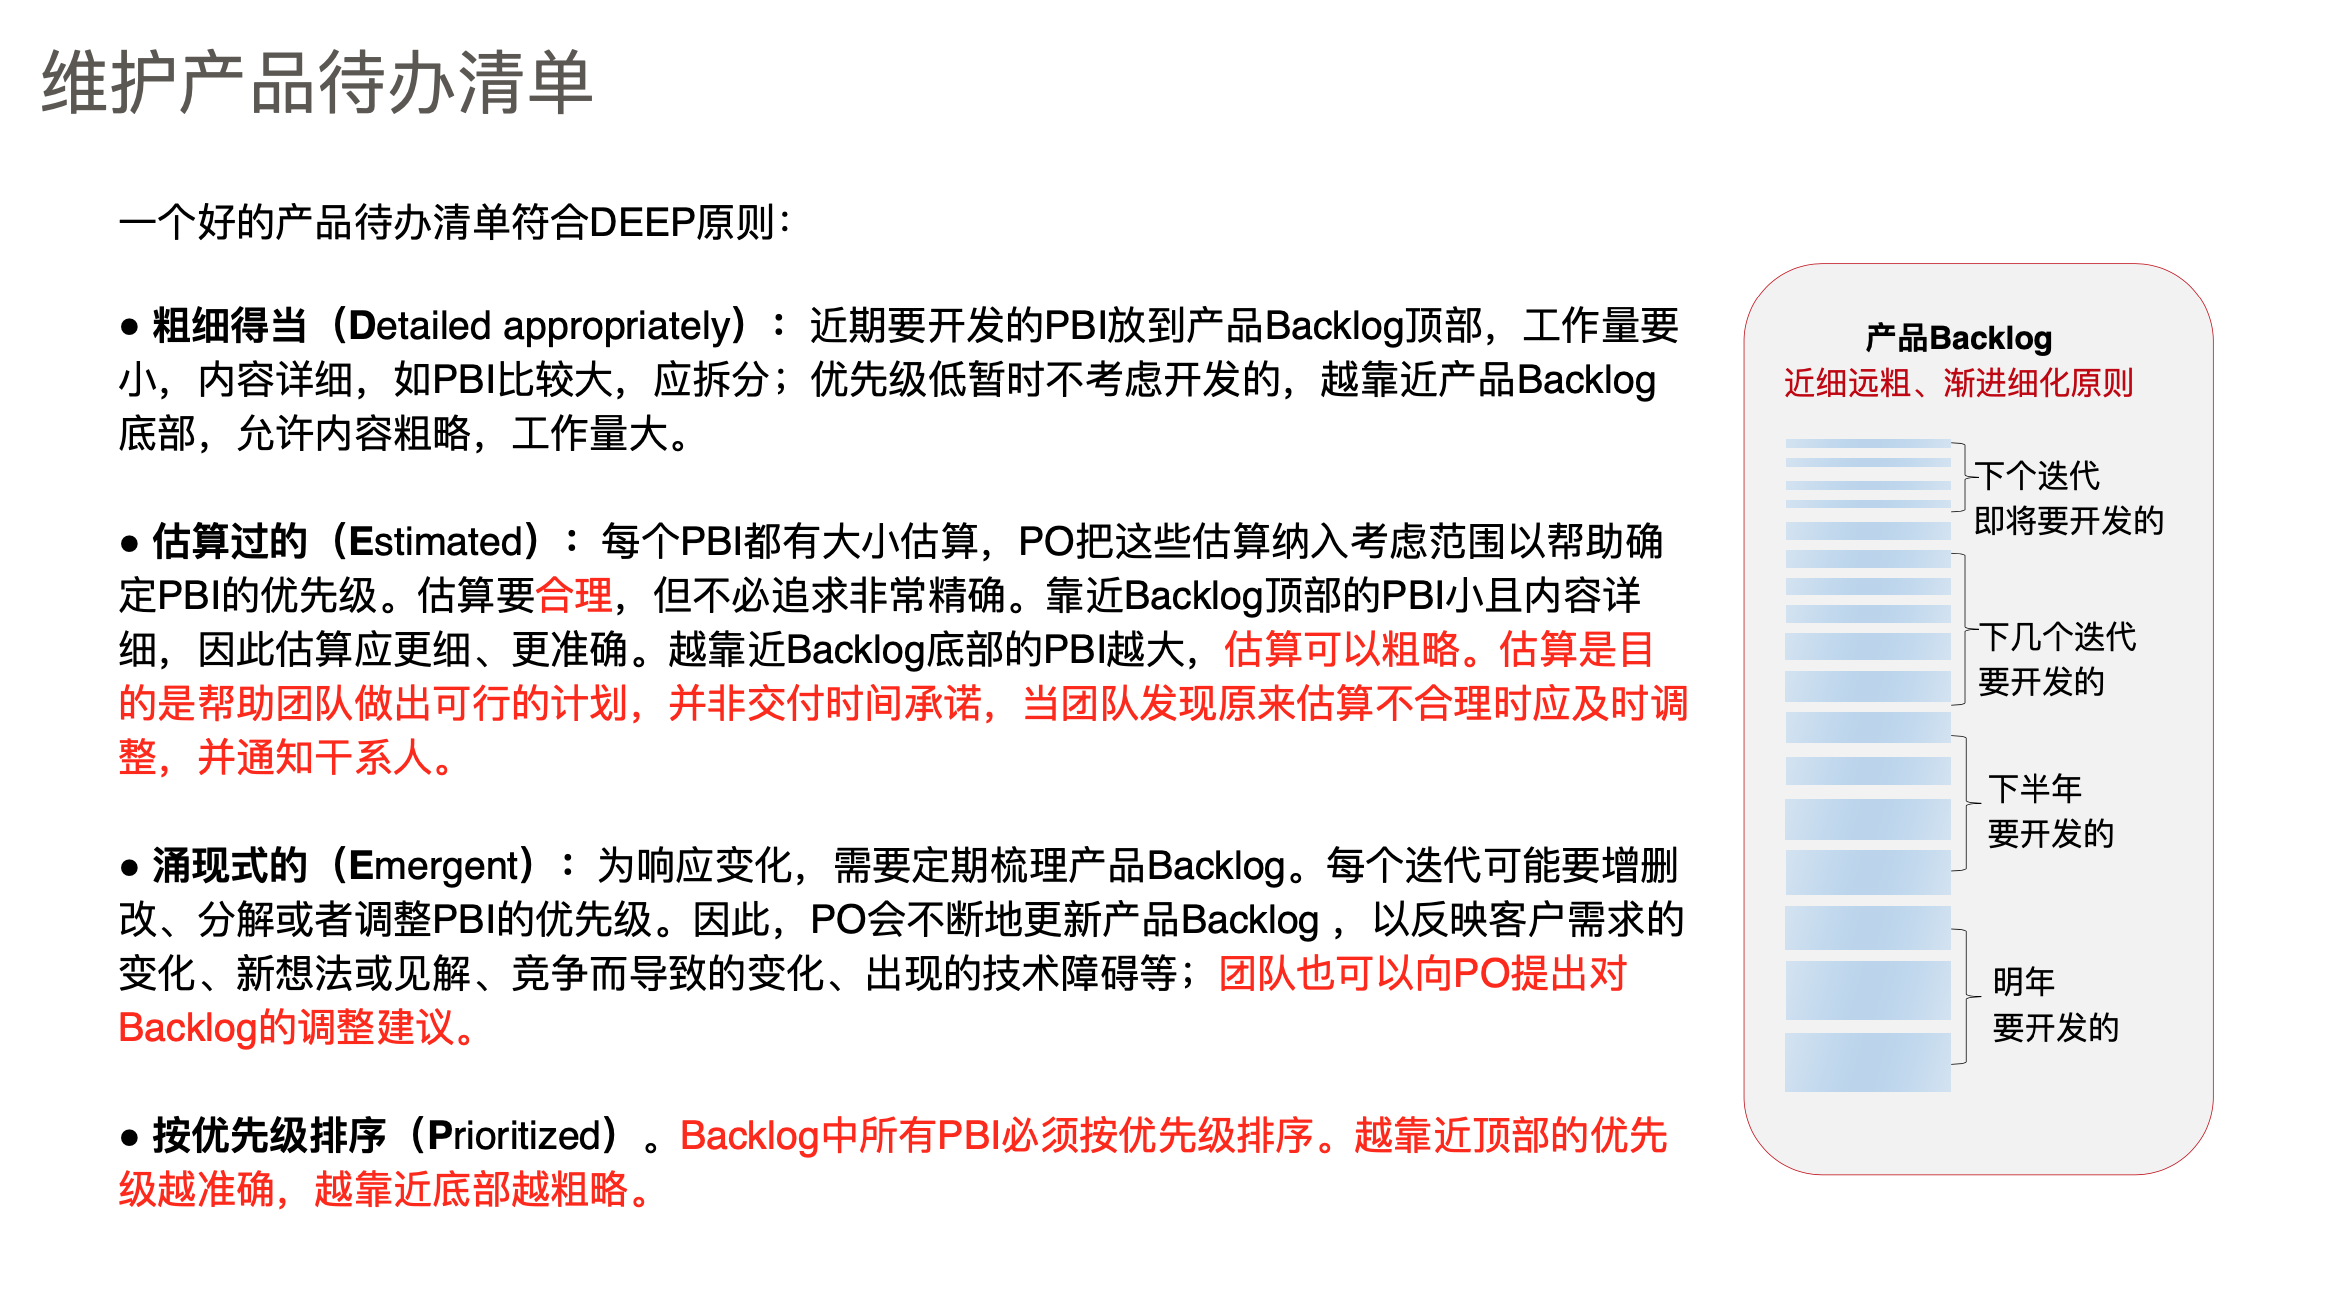 维护产品待办清单
一个好的产品待办清单符合DEEP原则：
● 粗细得当（Detailed appropriately）：近期要开发的PBI放到产品Backlog顶部，工作量要
小，内容详细，如PBI比较大，应拆分；优先级低暂时不考虑开发的，越靠近产品Backlog
底部，允许内容粗略，工作量大。
● 估算过的（Estimated）：每个PBI都有大小估算，PO把这些估算纳入考虑范围以帮助确
定PBI的优先级。估算要合理，但不必追求非常精确。靠近Backlog顶部的PBI小且内容详
细，因此估算应更细、更准确。越靠近Backlog底部的PBI越大，估算可以粗略。估算是目
的是帮助团队做出可行的计划，并非交付时间承诺，当团队发现原来估算不合理时应及时调
整，并通知干系人。
● 涌现式的（Emergent）：为响应变化，需要定期梳理产品Backlog。每个迭代可能要增删
改、分解或者调整PBI的优先级。因此，PO会不断地更新产品Backlog ，以反映客户需求的
变化、新想法或见解、竞争而导致的变化、出现的技术障碍等；团队也可以向PO提出对
Backlog的调整建议。
● 按优先级排序（Prioritized）。Backlog中所有PBI必须按优先级排序。越靠近顶部的优先
级越准确，越靠近底部越粗略。
产品Backlog
近细远粗、渐进细化原则
下个迭代
即将要开发的
下几个迭代
要开发的
下半年
要开发的
明年
要开发的